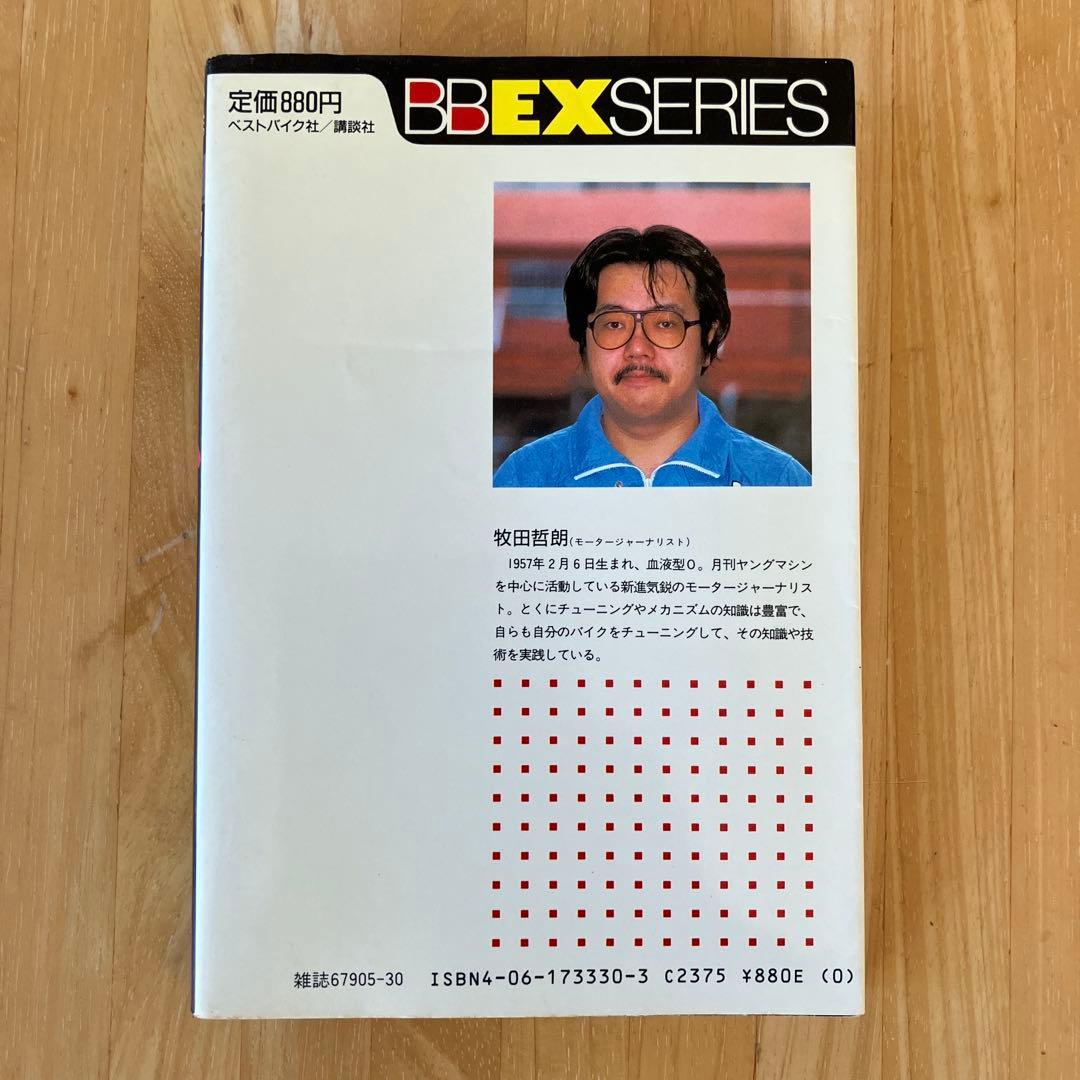 定価880円
ベストバイク社／講談社
BBEXSERIES
牧田哲朗(モータージャーナリスト)
1957年2月6日生まれ、血液型O。月刊ヤングマシン
を中心に活動している新進気鋭のモータージャーナリス
ト。とくにチューニングやメカニズムの知識は豊富で、
自らも自分のバイクをチューニングして、その知識や技
術を実践している。
雑誌67905-30 ISBN4-06-173330-3 C2375 ¥880E (0)